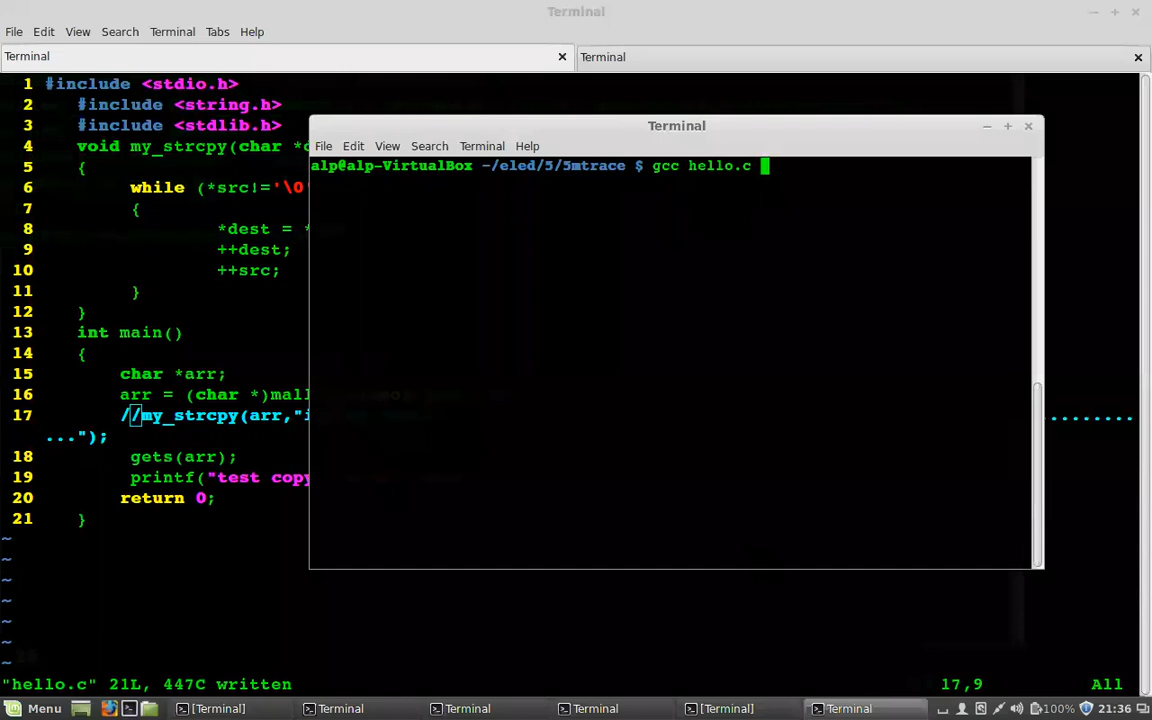 Terminal
File Edit View Search Terminal Tabs Help
Terminal
Terminal
1 #include <stdio.h>
2 #include <string.h>
3 #include <stdlib.h>
4 void my_strcpy(char *
5 {
6 while (*src!='\0'
7 {
8 *dest = *
9 ++dest;
10 ++src;
11 }
12 }
13 int main()
14 {
15 char *arr;
16 arr = (char *)mall
17 //my_strcpy(arr,"i ........
...");
18 gets(arr);
19 printf("test copy
20 return 0;
21 }
~
~
~
~
~
~
~
"hello.c" 21L, 447C written 17,9 All
Terminal
File Edit View Search Terminal Help
alp@alp-VirtualBox ~/eled/5/5mtrace $ gcc hello.c
Menu [Terminal] Terminal Terminal Terminal [Terminal] Terminal 100% 21:36